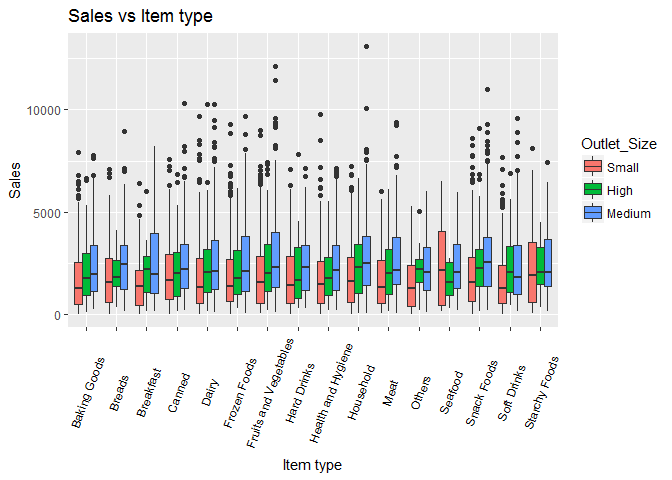 Sales vs Item type
Sales
10000
5000
0
Baking Goods
Breads
Breakfast
Canned
Dairy
Frozen Foods
Fruits and Vegetables
Hard Drinks
Health and Hygiene
Household
Meat
Others
Seafood
Snack Foods
Soft Drinks
Starchy Foods
Item type
Outlet_Size
Small
High
Medium